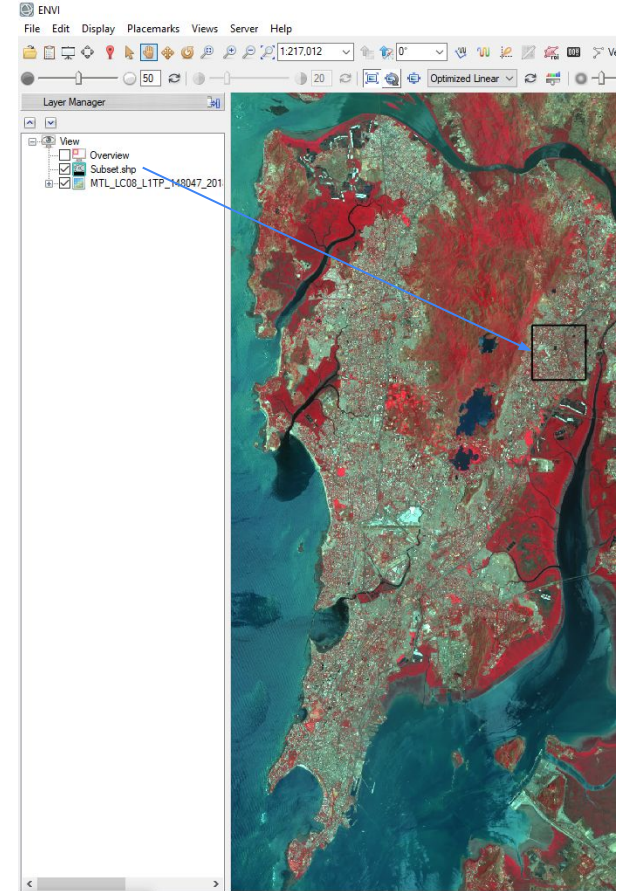 ENVI
File Edit Display Placemarks Views Server Help
1:217,012 0° Ve
50 20 Optimized Linear
Layer Manager
View
Overview
Subset.shp
MTL_LC08_L1TP_148047_201